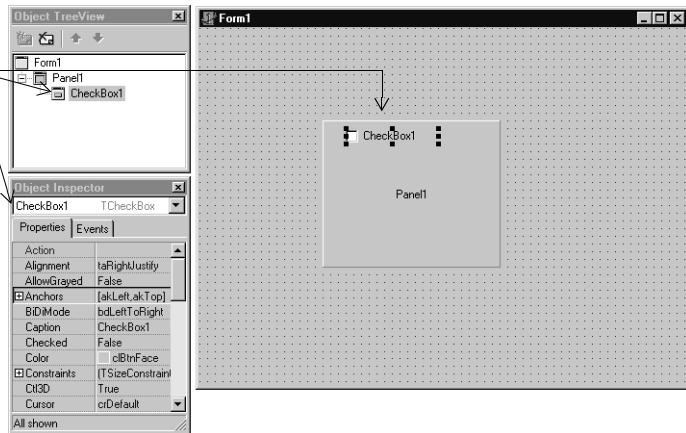 Object TreeView
Form1
Panel1
CheckBox1
Object Inspector
CheckBox1 TCheckBox
Properties Events
Action
Alignment taRightJustify
AllowGrayed False
Anchors [akLeft,akTop]
BiDiMode bdLeftToRight
Caption CheckBox1
Checked False
Color clBtnFace
Constraints (TSizeConstraint
Ctl3D True
Cursor crDefault
All shown
Form1
CheckBox1
Panel1